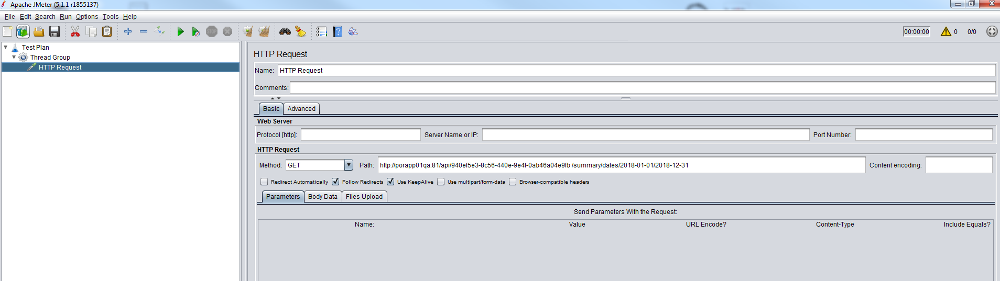 Apache JMeter (5.1.1 r1855137)
File Edit Search Run Options Tools Help
STOP
00:00:00 0 0/0
Test Plan
Thread Group
HTTP Request
HTTP Request
Name: HTTP Request
Comments:
Basic Advanced
Web Server
Protocol [http]: Server Name or IP: Port Number:
HTTP Request
Method: GET Path: http://porapp01qa:81/api/940ef5e3-8c56-440e-9e4f-0ab46a04e9fb /summary/dates/2018-01-01/2018-12-31 Content encoding:
Redirect Automatically Follow Redirects Use KeepAlive Use multipart/form-data Browser-compatible headers
Parameters Body Data Files Upload
Send Parameters With the Request:
Name: Value URL Encode? Content-Type Include Equals?